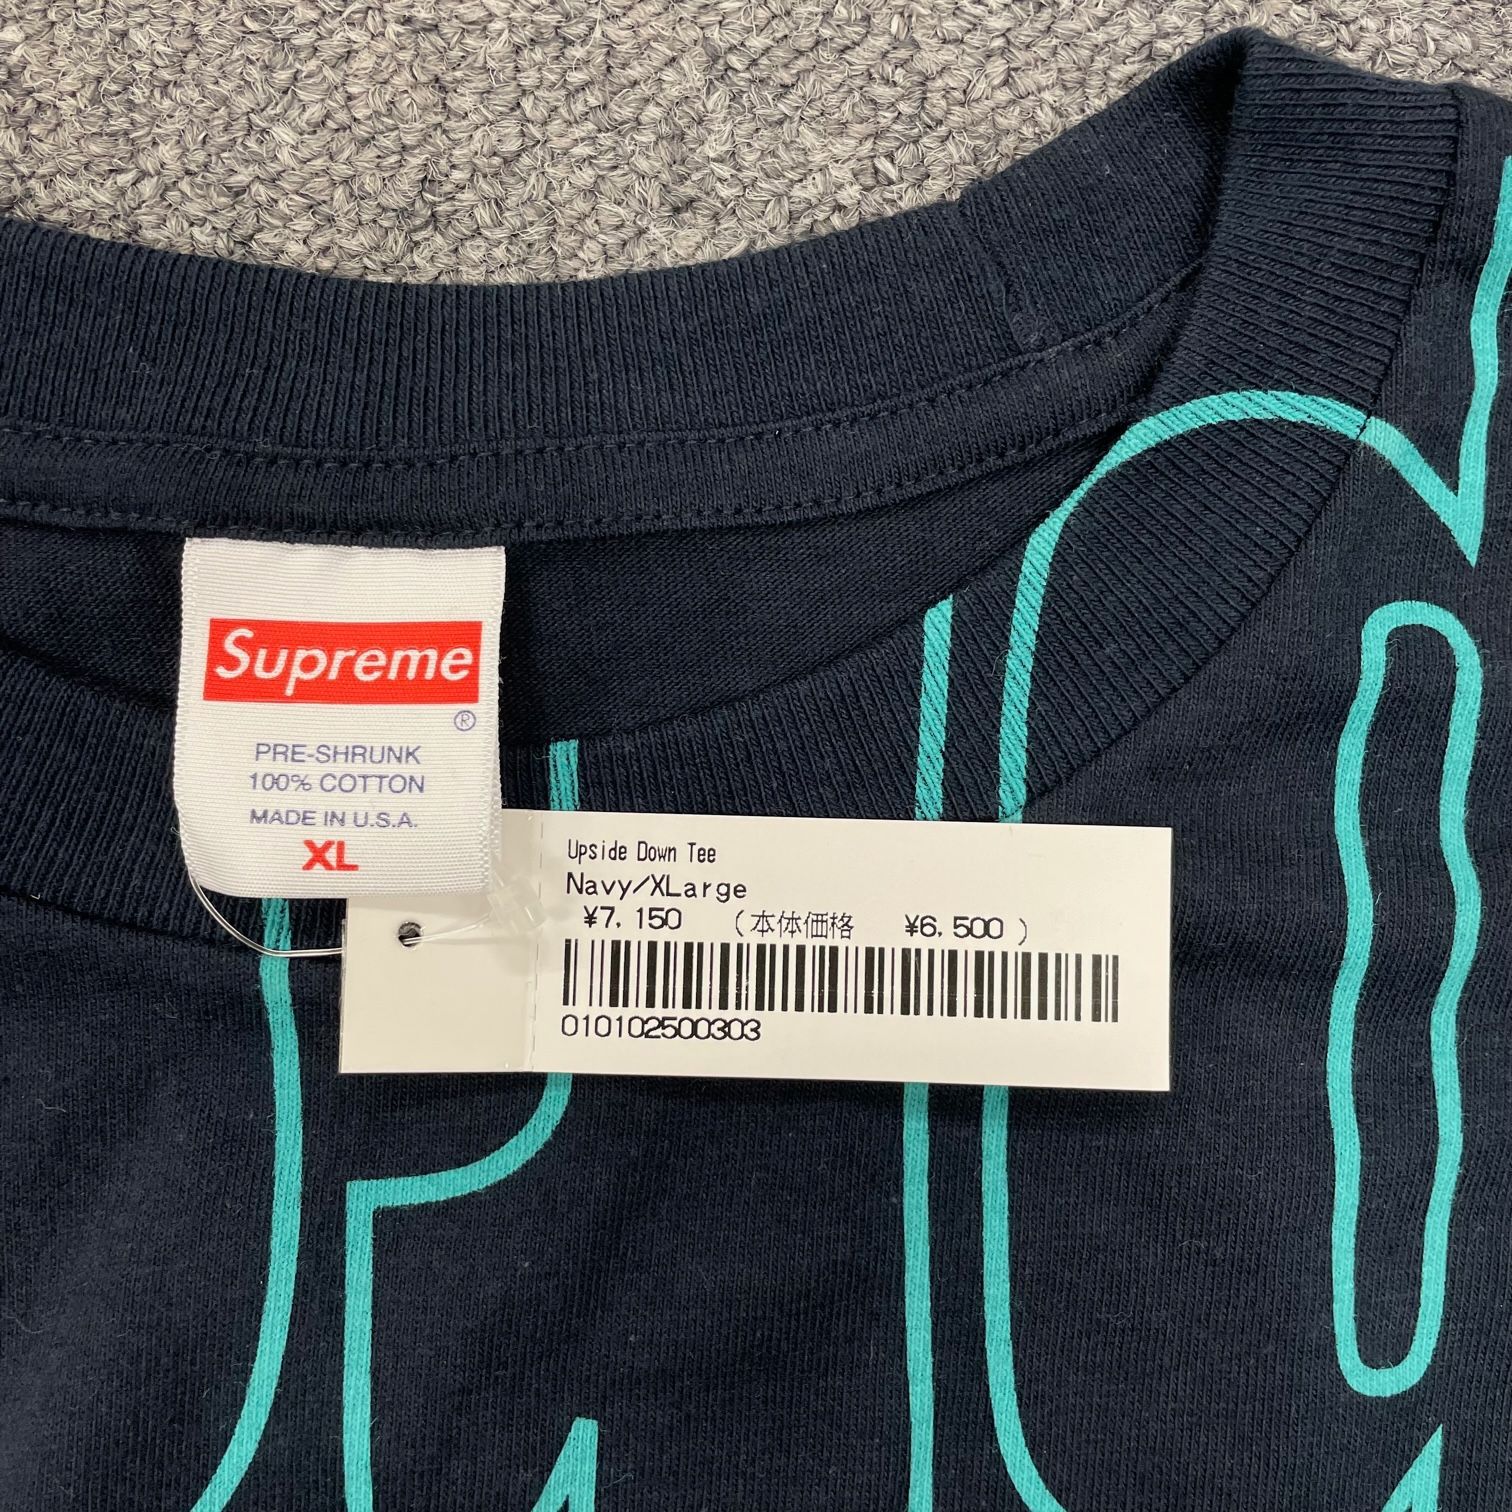 Supreme
®
PRE-SHRUNK
100% COTTON
MADE IN U.S.A.
XL
Upside Down Tee
Navy/XLarge
¥7,150 (本体価格 ¥6,500)
010102500303